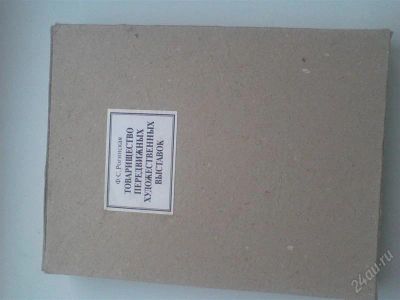 Ф. С. Рогинская
ТОВАРИЩЕСТВО
ПЕРЕДВИЖНЫХ
ХУДОЖЕСТВЕННЫХ
ВЫСТАВОК
24au.ru